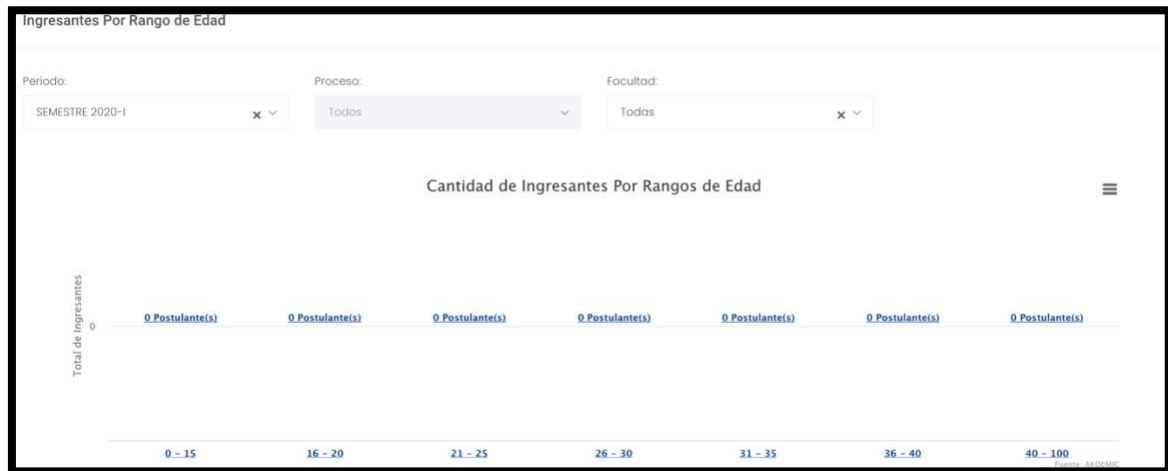 Ingresantes Por Rango de Edad
Periodo: Proceso: Facultad:
SEMESTRE 2020-I Todos Todas
Cantidad de Ingresantes Por Rangos de Edad
Total de Ingresantes
0 Postulante(s) 0 Postulante(s) 0 Postulante(s) 0 Postulante(s) 0 Postulante(s) 0 Postulante(s) 0 Postulante(s)
0
0 - 15 16 - 20 21 - 25 26 - 30 31 - 35 36 - 40 40 - 100
Fuente: AKDEMIC